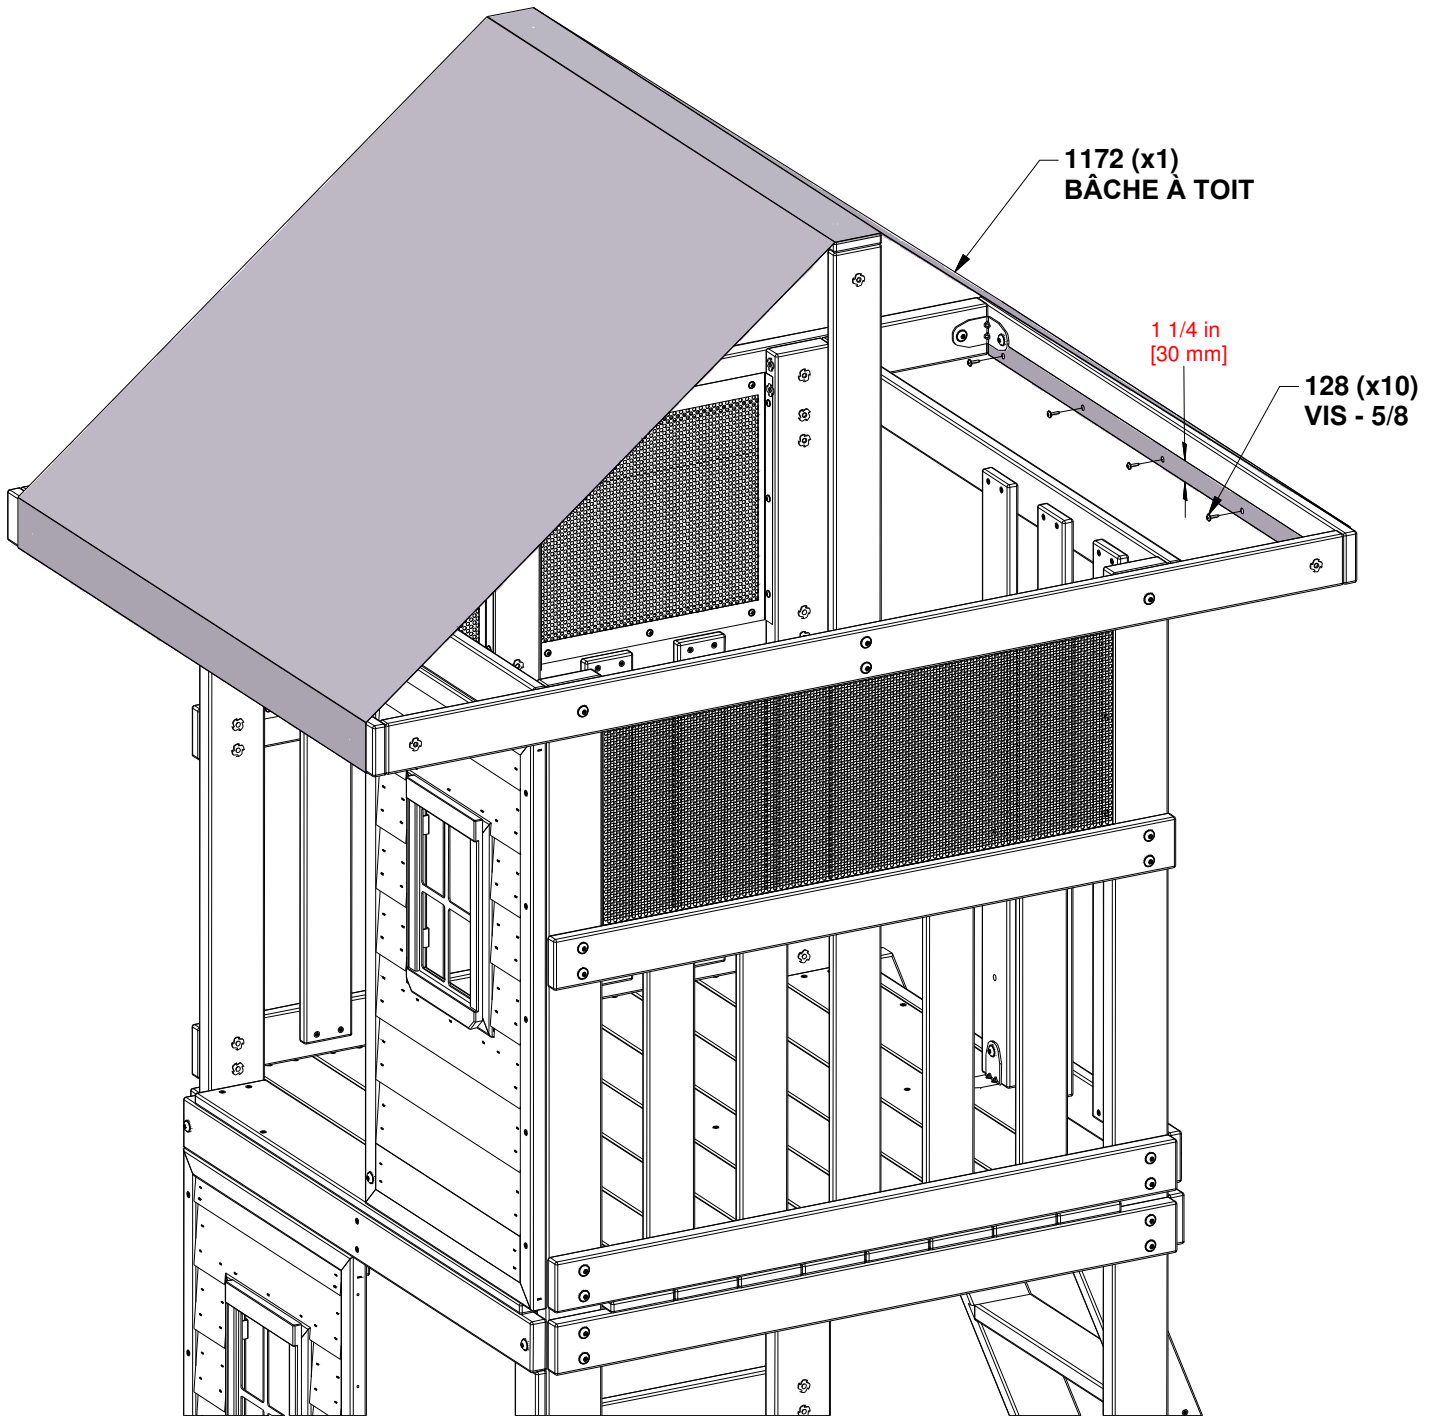 1172 (x1)
BÂCHE À TOIT
1 1/4 in
[30 mm]
128 (x10)
VIS - 5/8